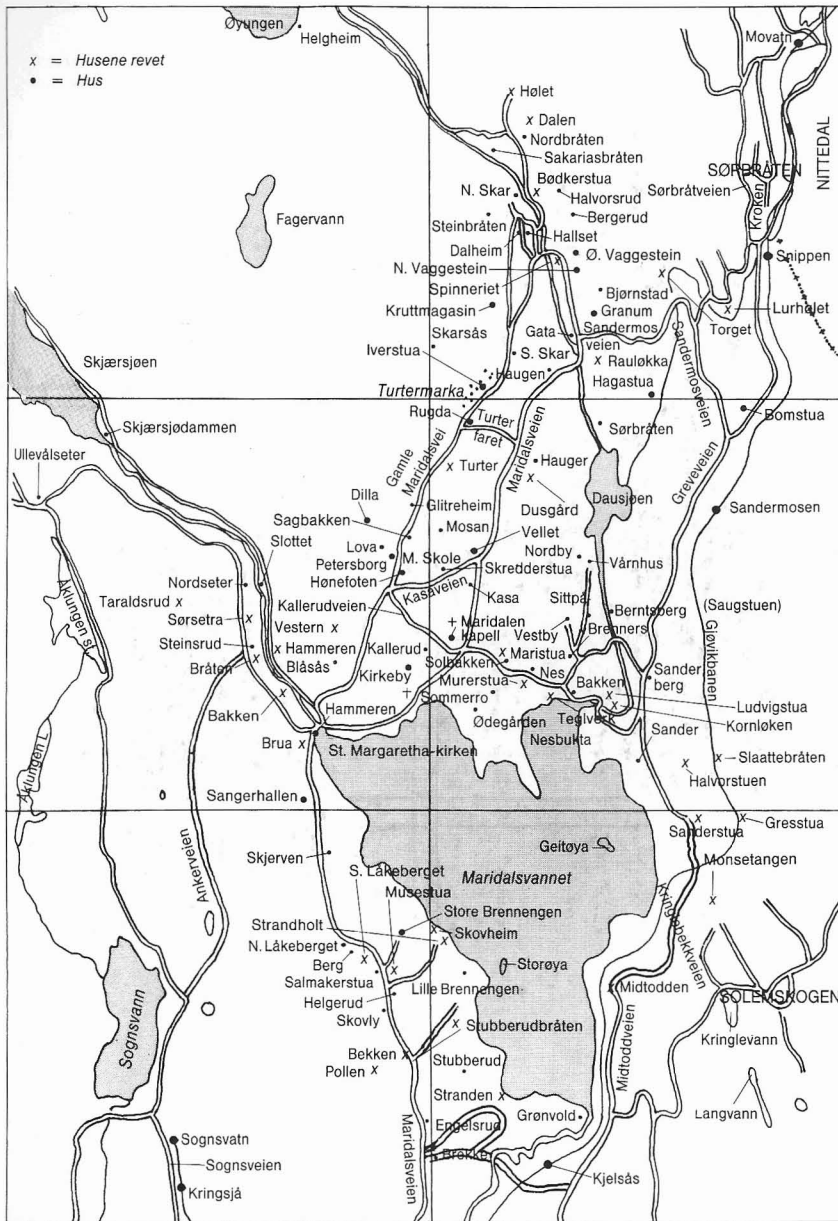 Øyungen
Helgheim
x = Husene revet
• = Hus
Movatn
NITTEDAL
x Hølet
x Dalen
Nordbråten
Sakariasbråten
Bødkerstua
N. Skar
Halvorsrud
Bergerud
SØRBRÅTEN
Sørbråtveien
Kroken
Fagervann
Steinbråten
Hallset
Dalheim
Ø. Vaggestein
N. Vaggestein
Spinneriet
Snippen
Kruttmagasin
Bjørnstad
Granum
Torget
Lurhølet
Skarsås
Gata
Sandermos
veien
Sandermosveien
Iverstua
S. Skar
x Rauløkka
Skjærsjøen
Haugen
Hagastua
Turtermarka
Rugda
Turter
faret
Bomstua
Skjærsjødammen
Sørbråten
Gamle
Maridalsvei
Maridalsveien
Greveveien
Ullevålseter
x Turter
Hauger
Dusgård
Dausjøen
Dilla
Glitreheim
Sandermosen
Sagbakken
Mosan
Slottet
Lova
Vellet
Petersborg
M. Skole
Nordby
Vårnhus
Hønefoten
Skredderstua
Nordseter
Kasaveien
Kasa
Åklungen st.
Taraldsrud x
Kallerudveien
Sittpå
Berntsberg
(Saugstuen)
Gjøvikbanen
Sørsetra
Vestern x
+ Maridalen
kapell
Vestby
Brenners
Steinsrud
Hammeren
Kallerud
Maristua
Bråten
Blåsås
Solbakken
Kirkeby
Nes
Bakken
Sander
berg
Murerstua
Bakken
Hammeren
Sommerro
Ludvigstua
Ødegården
Teglverk
Kornløken
Brua x
St. Margaretha-kirken
Nesbukta
Sander
Slaattebråten
Åklungen L.
Halvorstuen
Sangerhallen
Sanderstua
Gresstua
Ankerveien
Geitøya
Skjerven
Maridalsvannet
Monsetangen
S. Låkeberget
Musestua
Kringlebekkveien
Store Brennengen
Strandholt
Skovheim
N. Låkeberget
Berg
Storøya
Salmakerstua
Lille Brennengen
Midtodden
SOLEMSKOGEN
Helgerud
Sognsvann
Skovly
Stubberudbråten
Kringlevann
Midtoddveien
Bekken
Pollen x
Stubberud
Stranden x
Langvann
Maridalsveien
Engelsrud
Grønvold
Sognsvatn
Brekke
Sognsveien
Kjelsås
Kringsjå